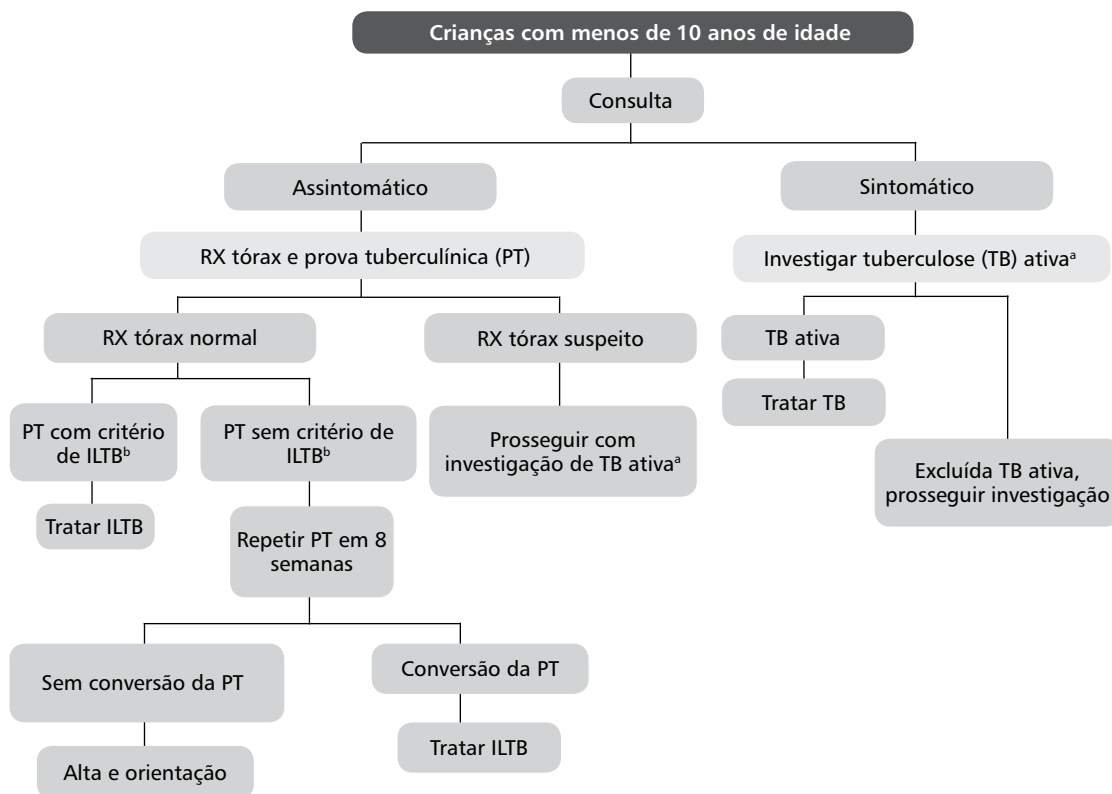 Crianças com menos de 10 anos de idade
Consulta
Assintomático
Sintomático
RX tórax e prova tuberculínica (PT)
Investigar tuberculose (TB) ativaᵃ
RX tórax normal
RX tórax suspeito
TB ativa
Tratar TB
PT com critério
de ILTBᵇ
PT sem critério de
ILTBᵇ
Prosseguir com
investigação de TB ativaᵃ
Excluída TB ativa,
prosseguir investigação
Tratar ILTB
Repetir PT em 8
semanas
Sem conversão da PT
Conversão da PT
Alta e orientação
Tratar ILTB